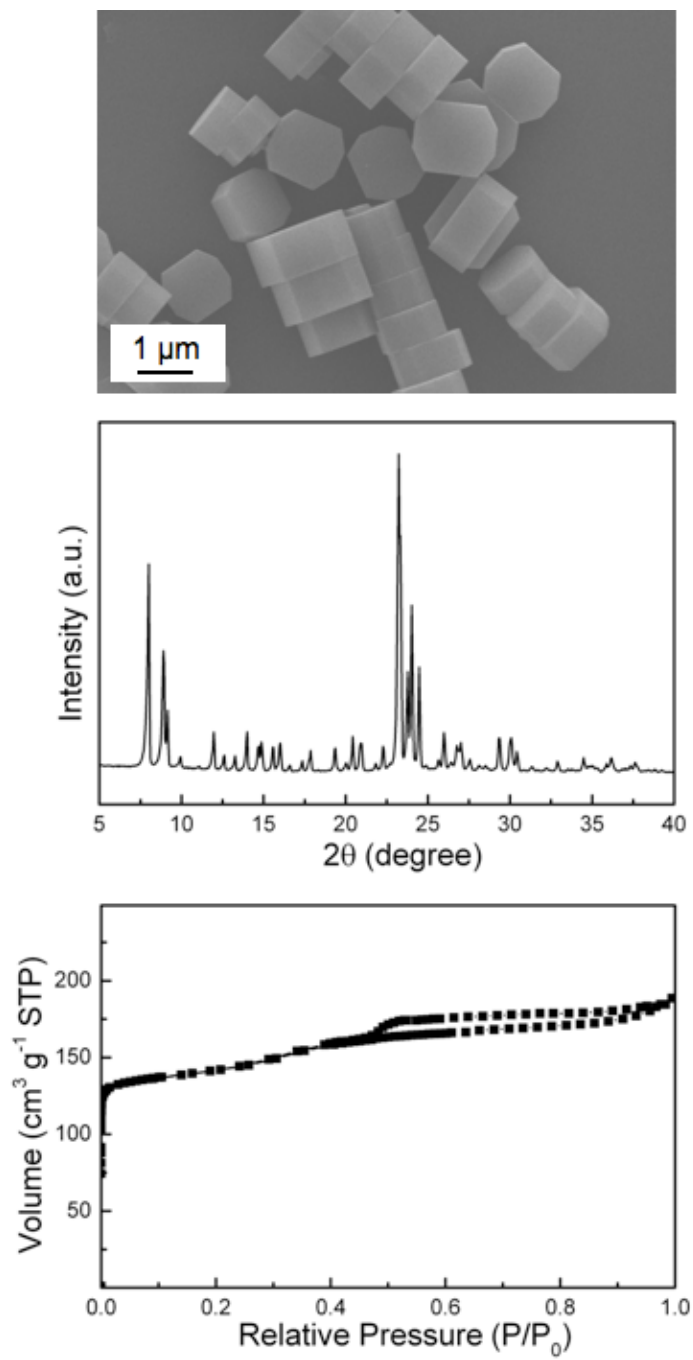 1 μm
Intensity (a.u.)
5 10 15 20 25 30 35 40
2θ (degree)
Volume (cm³ g⁻¹ STP)
200
150
100
50
0.0 0.2 0.4 0.6 0.8 1.0
Relative Pressure (P/P₀)